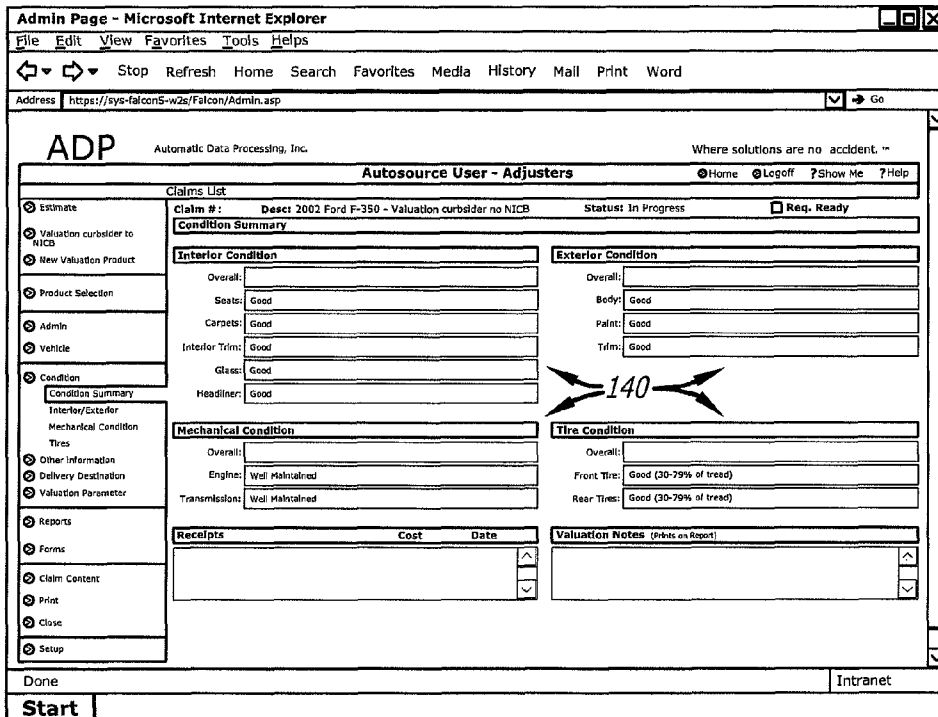 Admin Page - Microsoft Internet Explorer
File Edit View Favorites Tools Helps
Stop Refresh Home Search Favorites Media History Mail Print Word
Address https://sys-falcon5-w2s/Falcon/Admin.asp Go
ADP Automatic Data Processing, Inc. Where solutions are no accident. ™
Autosource User - Adjusters Home Logoff ?Show Me ?Help
Claims List
Estimate
Valuation curbsider to
NICB
New Valuation Product
Product Selection
Admin
Vehicle
Condition
Condition Summary
Interior/Exterior
Mechanical Condition
Tires
Other Information
Delivery Destination
Valuation Parameter
Reports
Forms
Claim Content
Print
Close
Setup
Claim #: Desc: 2002 Ford F-350 - Valuation curbsider no NICB Status: In Progress Req. Ready
Condition Summary
Interior Condition
Overall:
Seats: Good
Carpets: Good
Interior Trim: Good
Glass: Good
Headliner: Good
Exterior Condition
Overall:
Body: Good
Paint: Good
Trim: Good
140
Mechanical Condition
Overall:
Engine: Well Maintained
Transmission: Well Maintained
Tire Condition
Overall:
Front Tire: Good (30-79% of tread)
Rear Tires: Good (30-79% of tread)
Receipts Cost Date
Valuation Notes (Prints on Report)
Done Intranet
Start